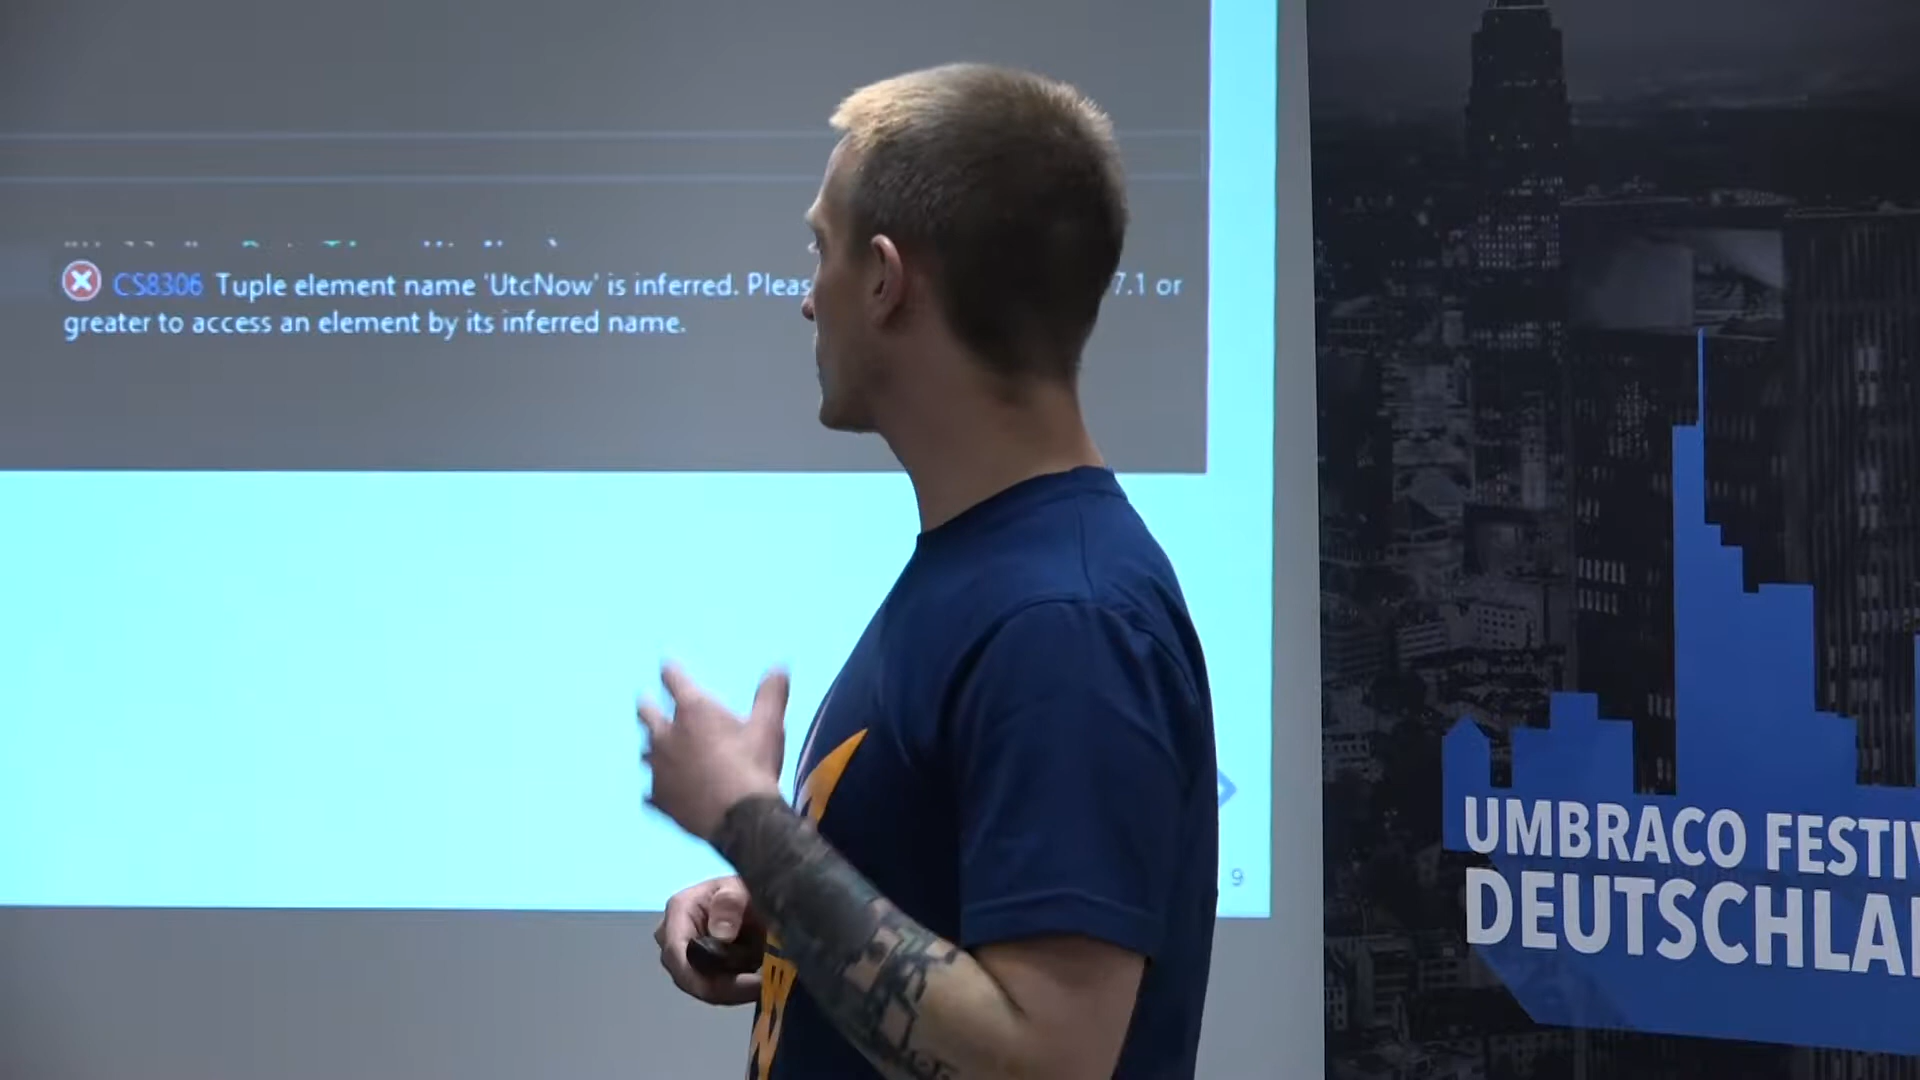 CS8306 Tuple element name 'UtcNow' is inferred. Pleas 7.1 or
greater to access an element by its inferred name.
9
UMBRACO FESTIV
DEUTSCHLA